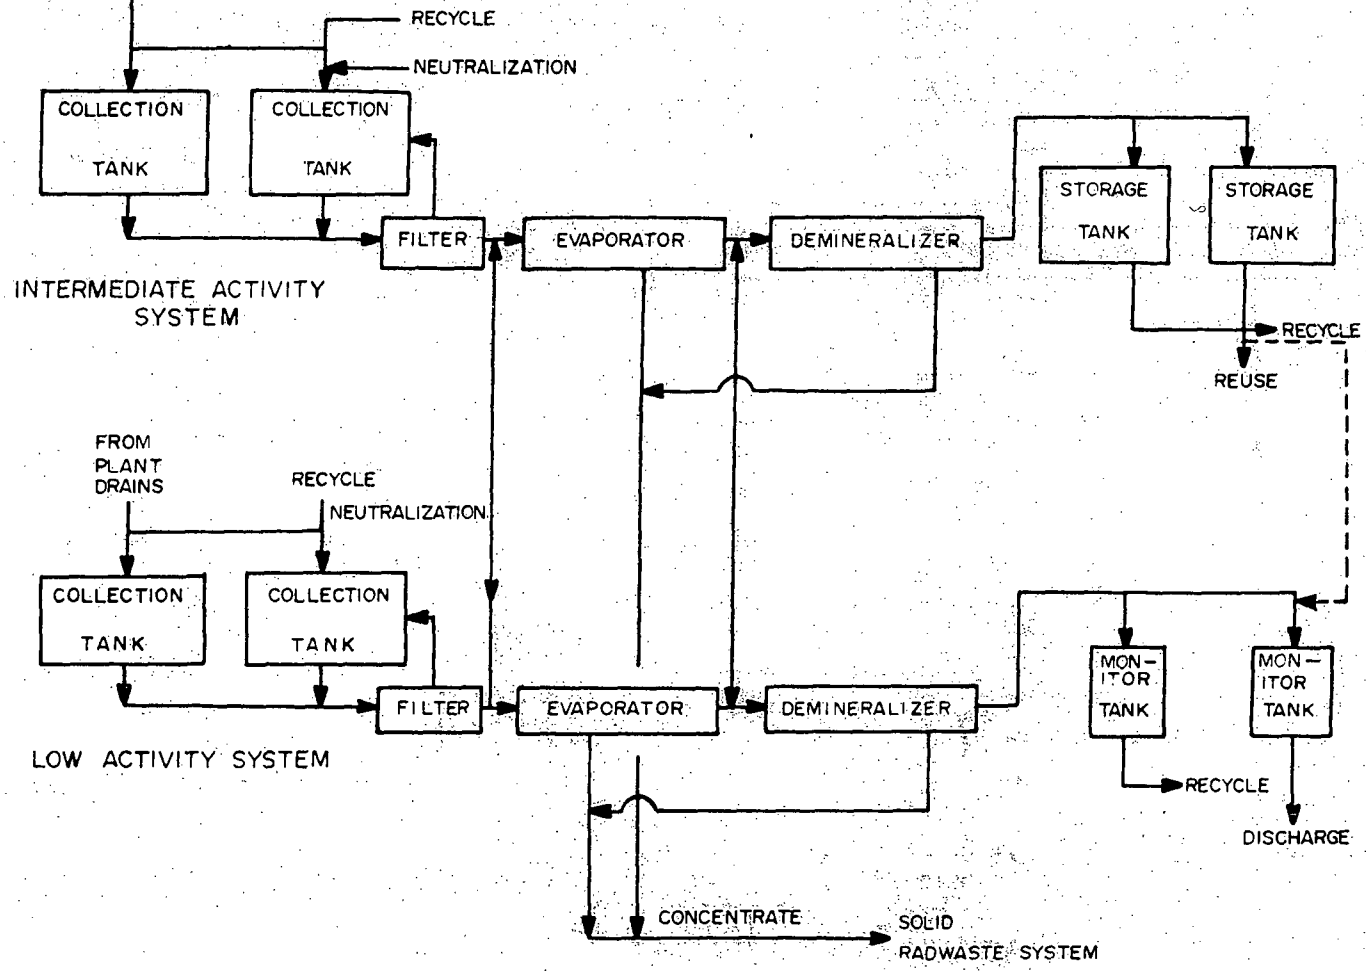 RECYCLE
NEUTRALIZATION
COLLECTION
TANK
COLLECTION
TANK
STORAGE
TANK
STORAGE
TANK
FILTER
EVAPORATOR
DEMINERALIZER
INTERMEDIATE ACTIVITY
SYSTEM
RECYCLE
REUSE
FROM
PLANT
DRAINS
RECYCLE
NEUTRALIZATION
COLLECTION
TANK
COLLECTION
TANK
MON-
ITOR
TANK
MON-
ITOR
TANK
FILTER
EVAPORATOR
DEMINERALIZER
LOW ACTIVITY SYSTEM
RECYCLE
DISCHARGE
CONCENTRATE
SOLID
RADWASTE SYSTEM